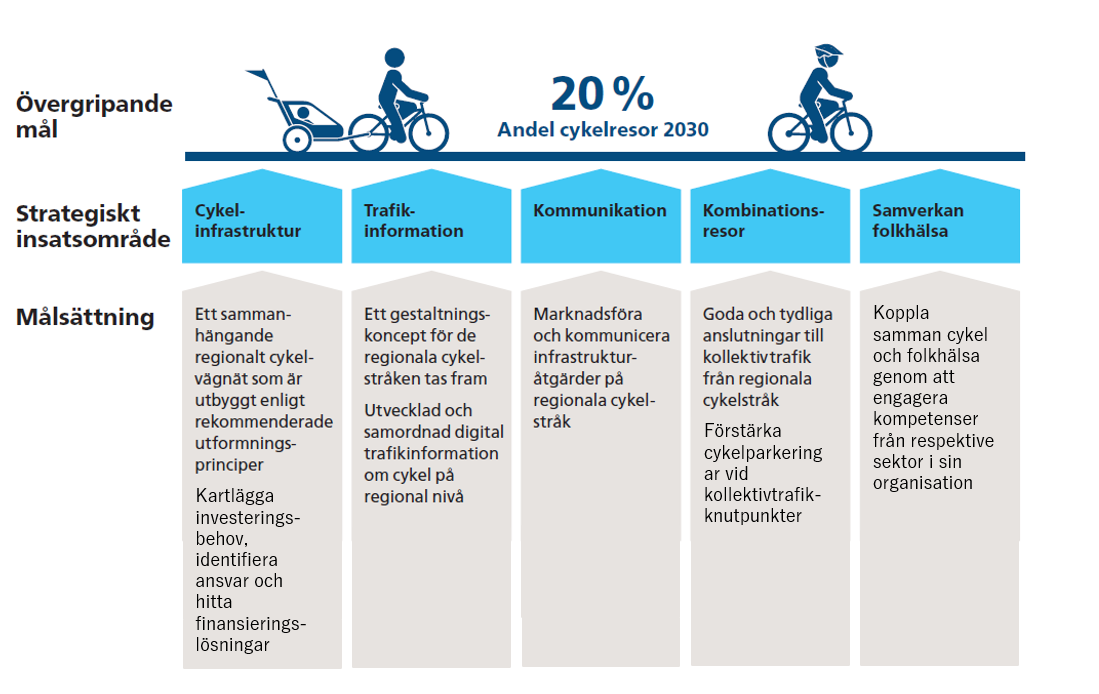 Övergripande
mål
20 %
Andel cykelresor 2030
Strategiskt
insatsområde
Cykel-
infrastruktur
Trafik-
information
Kommunikation
Kombinations-
resor
Samverkan
folkhälsa
Målsättning
Ett samman-
hängande
regionalt cykel-
vägnät som är
utbyggt enligt
rekommenderade
utformnings-
principer
Kartlägga
investerings-
behov,
identifiera
ansvar och
hitta
finansierings-
lösningar
Ett gestaltnings-
koncept för de
regionala cykel-
stråken tas fram
Utvecklad och
samordnad digital
trafikinformation
om cykel på
regional nivå
Marknadsföra
och kommunicera
infrastruktur-
åtgärder på
regionala cykel-
stråk
Goda och tydliga
anslutningar till
kollektivtrafik
från regionala
cykelstråk
Förstärka
cykelparkering
ar vid
kollektivtrafik-
knutpunkter
Koppla
samman cykel
och folkhälsa
genom att
engagera
kompetenser
från respektive
sektor i sin
organisation